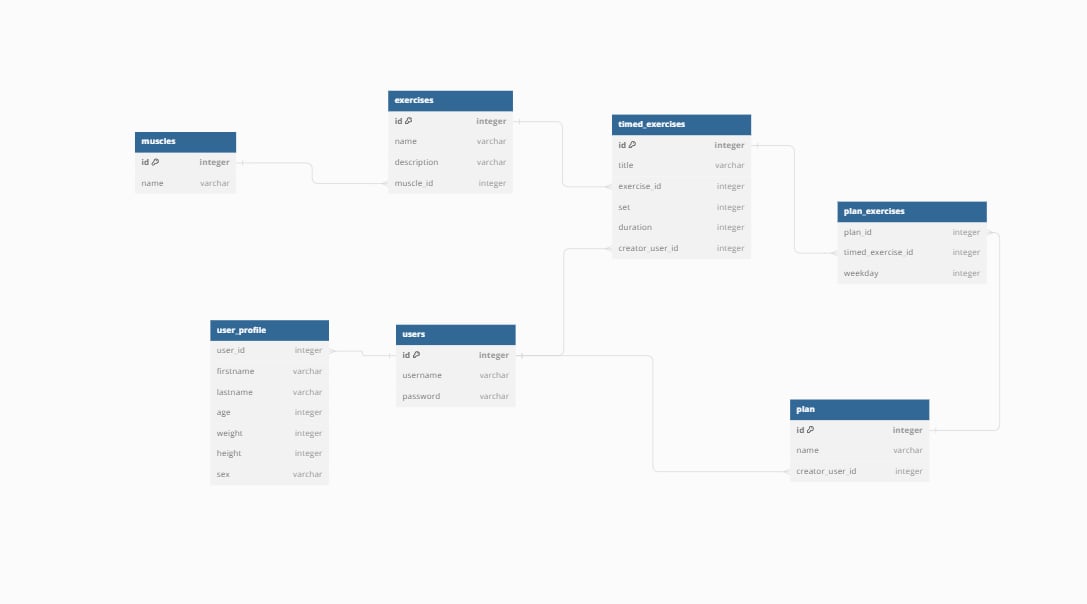 muscles
id integer
name varchar
exercises
id integer
name varchar
description varchar
muscle_id integer
timed_exercises
id integer
title varchar
exercise_id integer
set integer
duration integer
creator_user_id integer
plan_exercises
plan_id integer
timed_exercise_id integer
weekday integer
user_profile
user_id integer
firstname varchar
lastname varchar
age integer
weight integer
height integer
sex varchar
users
id integer
username varchar
password varchar
plan
id integer
name varchar
creator_user_id integer